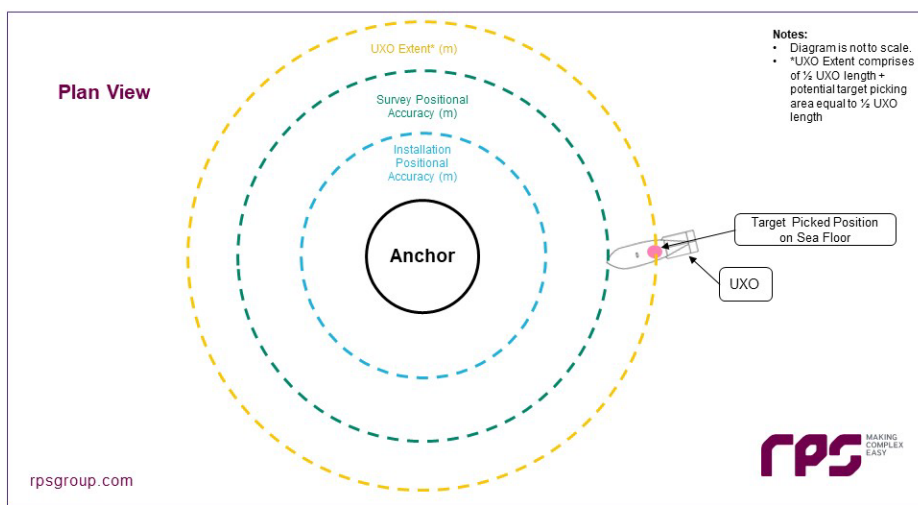 Plan View
UXO Extent* (m)
Survey Positional
Accuracy (m)
Installation
Positional
Accuracy (m)
Anchor
Notes:
• Diagram is not to scale.
• *UXO Extent comprises
of ½ UXO length +
potential target picking
area equal to ½ UXO
length
Target Picked Position
on Sea Floor
UXO
rpsgroup.com
rps
MAKING
COMPLEX
EASY